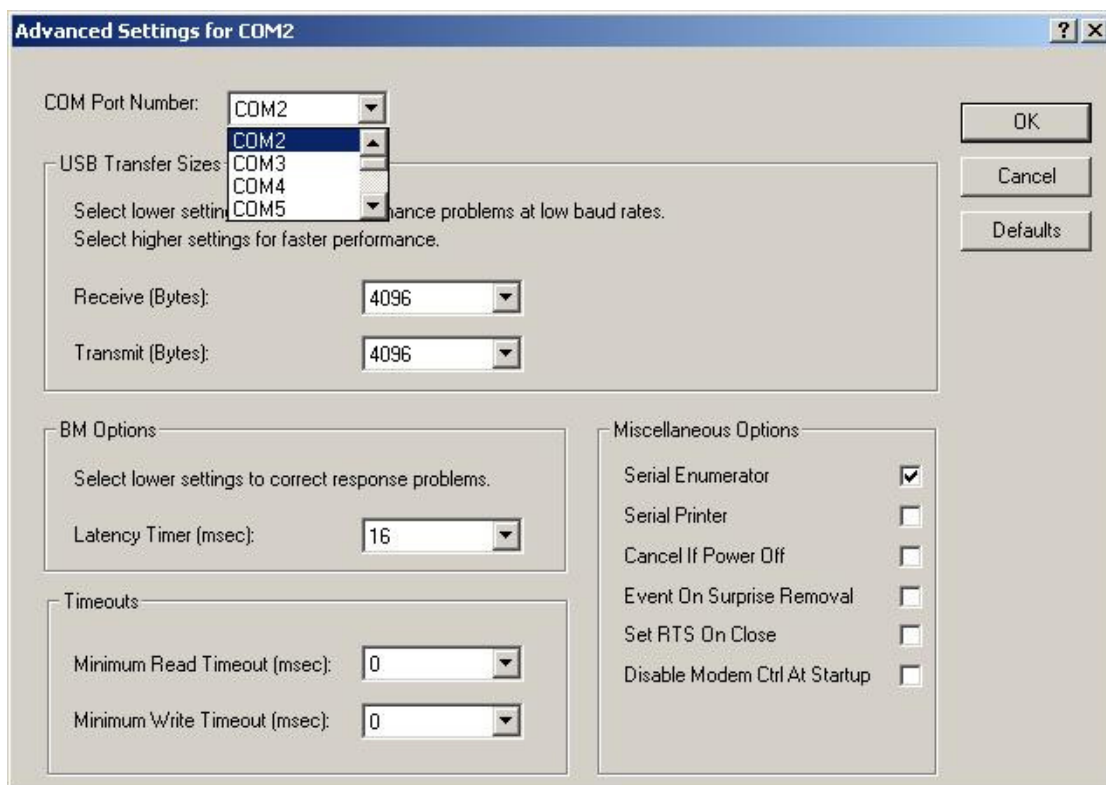 Advanced Settings for COM2
COM Port Number:
COM2
COM2
COM3
COM4
COM5
OK
Cancel
Defaults
USB Transfer Sizes
Select lower mance problems at low baud rates.
Select higher settings for faster performance.
Receive (Bytes):
4096
Transmit (Bytes):
4096
BM Options
Select lower settings to correct response problems.
Latency Timer (msec):
16
Timeouts
Minimum Read Timeout (msec):
0
Minimum Write Timeout (msec):
0
Miscellaneous Options
Serial Enumerator
Serial Printer
Cancel If Power Off
Event On Surprise Removal
Set RTS On Close
Disable Modem Ctrl At Startup